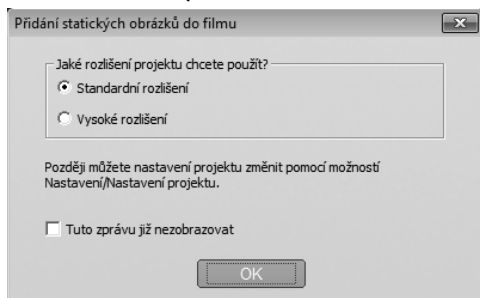 Přidání statických obrázků do filmu
Jaké rozlišení projektu chcete použít?
Standardní rozlišení
Vysoké rozlišení
Později můžete nastavení projektu změnit pomocí možností
Nastavení/Nastavení projektu.
Tuto zprávu již nezobrazovat
OK